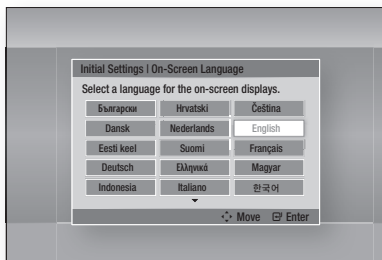 Initial Settings | On-Screen Language
Select a language for the on-screen displays.
Български Hrvatski Čeština
Dansk Nederlands English
Eesti keel Suomi Français
Deutsch Ελληνικά Magyar
Indonesia Italiano 한국어
Move Enter